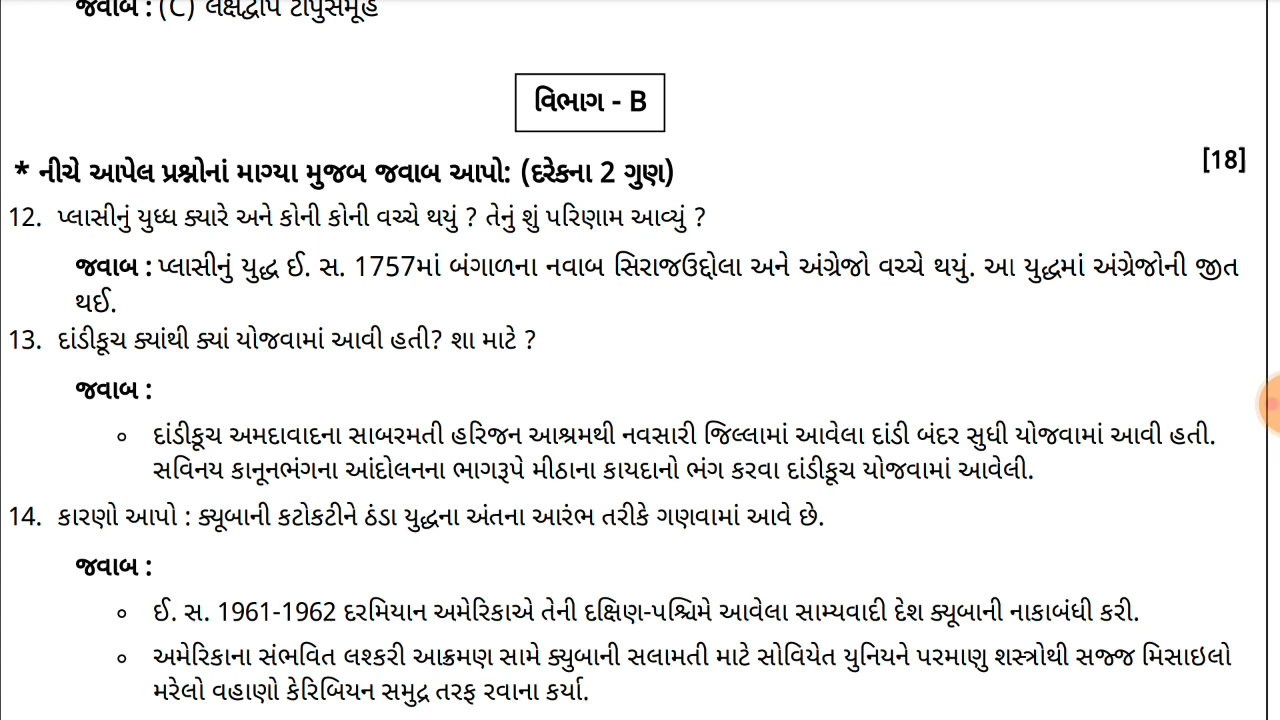 જવાબ : (C) લક્ષદ્વીપ ટાપુસમૂહ
વિભાગ - B
* નીચે આપેલ પ્રશ્નોનાં માગ્યા મુજબ જવાબ આપો: (દરેકના 2 ગુણ)
[18]
12. પ્લાસીનું યુધ્ધ ક્યારે અને કોની કોની વચ્ચે થયું ? તેનું શું પરિણામ આવ્યું ?
જવાબ : પ્લાસીનું યુદ્ધ ઈ. સ. 1757માં બંગાળના નવાબ સિરાજઉદ્દોલા અને અંગ્રેજો વચ્ચે થયું. આ યુદ્ધમાં અંગ્રેજોની જીત
થઈ.
13. દાંડીકૂચ ક્યાંથી ક્યાં યોજવામાં આવી હતી? શા માટે ?
જવાબ :
દાંડીકૂચ અમદાવાદના સાબરમતી હરિજન આશ્રમથી નવસારી જિલ્લામાં આવેલા દાંડી બંદર સુધી યોજવામાં આવી હતી.
સવિનય કાનૂનભંગના આંદોલનના ભાગરૂપે મીઠાના કાયદાનો ભંગ કરવા દાંડીકૂચ યોજવામાં આવેલી.
14. કારણો આપો : ક્યૂબાની કટોકટીને ઠંડા યુદ્ધના અંતના આરંભ તરીકે ગણવામાં આવે છે.
જવાબ :
ઈ. સ. 1961-1962 દરમિયાન અમેરિકાએ તેની દક્ષિણ-પશ્ચિમે આવેલા સામ્યવાદી દેશ ક્યૂબાની નાકાબંધી કરી.
અમેરિકાના સંભવિત લશ્કરી આક્રમણ સામે ક્યુબાની સલામતી માટે સોવિયેત યુનિયને પરમાણુ શસ્ત્રોથી સજ્જ મિસાઇલો
મરેલો વહાણો કેરિબિયન સમુદ્ર તરફ રવાના કર્યા.